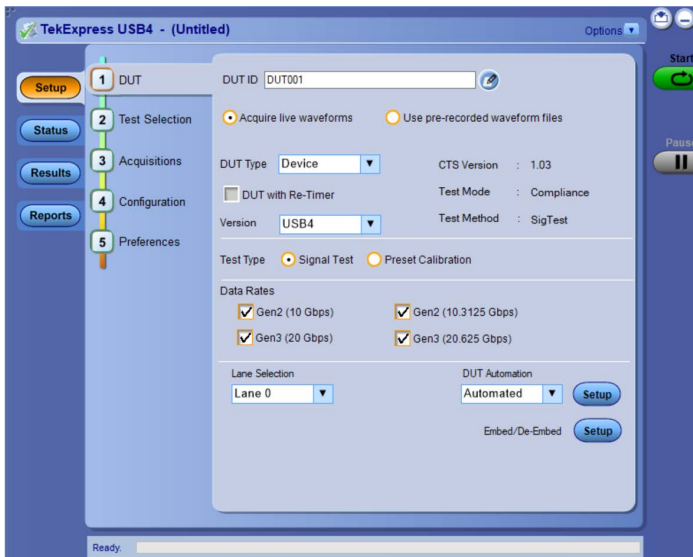 TekExpress USB4 - (Untitled)
Options
Start
Pause
Setup
Status
Results
Reports
1 DUT
2 Test Selection
3 Acquisitions
4 Configuration
5 Preferences
DUT ID DUT001
Acquire live waveforms Use pre-recorded waveform files
DUT Type Device CTS Version : 1.03
DUT with Re-Timer Test Mode : Compliance
Version USB4 Test Method : SigTest
Test Type Signal Test Preset Calibration
Data Rates
Gen2 (10 Gbps) Gen2 (10.3125 Gbps)
Gen3 (20 Gbps) Gen3 (20.625 Gbps)
Lane Selection DUT Automation
Lane 0 Automated Setup
Embed/De-Embed Setup
Ready.